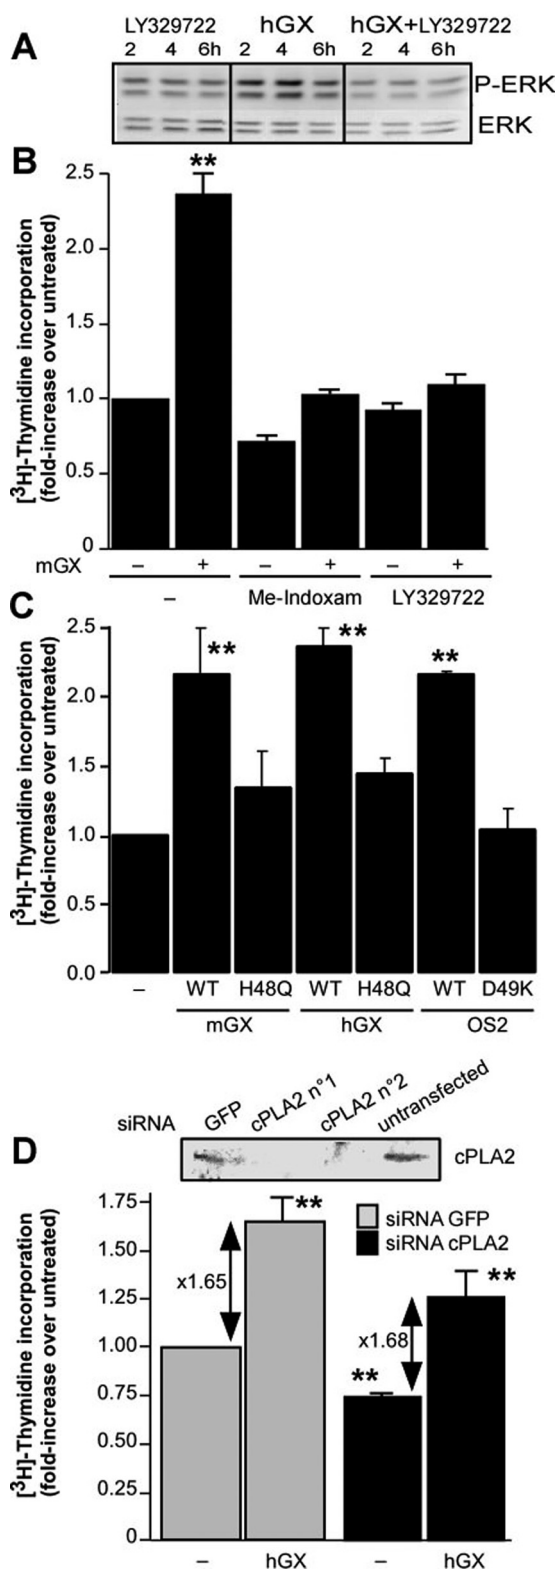 LY329722 hGX hGX+LY329722
A 2 4 6h 2 4 6h 2 4 6h
P-ERK
ERK
B
[³H]-Thymidine incorporation
(fold-increase over untreated)
2.5
2.0
1.5
1.0
0.5
0
**
mGX – + – + – +
– Me-Indoxam LY329722
C
[³H]-Thymidine incorporation
(fold-increase over untreated)
2.5
2.0
1.5
1.0
0.5
0.0
** ** **
– WT H48Q WT H48Q WT D49K
mGX hGX OS2
siRNA GFP cPLA2 n°1 cPLA2 n°2 untransfected
D cPLA2
[³H]-Thymidine incorporation
(fold-increase over untreated)
1.75
1.50
1.25
1.00
0.75
0.50
0.25
0
**
siRNA GFP
siRNA cPLA2
x1.65
**
x1.68
**
– hGX – hGX